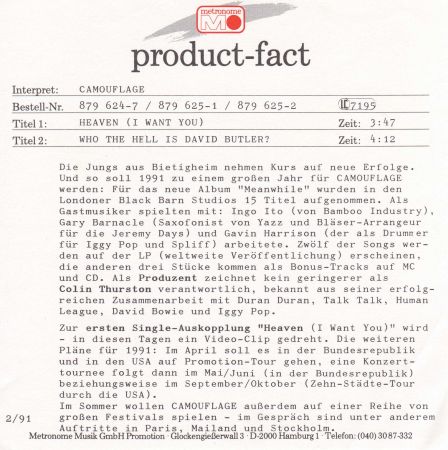 metronome
product-fact
Interpret: CAMOUFLAGE
Bestell-Nr. 879 624-7 / 879 625-1 / 879 625-2 LC 7195
Titel 1: HEAVEN (I WANT YOU) Zeit: 3:47
Titel 2: WHO THE HELL IS DAVID BUTLER? Zeit: 4:12
Die Jungs aus Bietigheim nehmen Kurs auf neue Erfolge.
Und so soll 1991 zu einem großen Jahr für CAMOUFLAGE
werden: Für das neue Album "Meanwhile" wurden in den
Londoner Black Barn Studios 15 Titel aufgenommen. Als
Gastmusiker spielten mit: Ingo Ito (von Bamboo Industry),
Gary Barnacle (Saxofonist von Yazz und Bläser-Arranger
für die Jeremy Days) und Gavin Harrison (der als Drummer
für Iggy Pop und Spliff) arbeitete. Zwölf der Songs wer-
den auf der LP (weltweite Veröffentlichung) erscheinen,
die anderen drei Stücke kommen als Bonus-Tracks auf MC
und CD. Als Produzent zeichnet kein geringerer als
Colin Thurston verantwortlich, bekannt aus seiner erfolg-
reichen Zusammenarbeit mit Duran Duran, Talk Talk, Human
League, David Bowie und Iggy Pop.
Zur ersten Single-Auskopplung "Heaven (I Want You)" wird
- in diesen Tagen ein Video-Clip gedreht. Die weiteren
Pläne für 1991: Im April soll es in der Bundesrepublik
und in den USA auf Promotion-Tour gehen, eine Konzert-
tournee folgt dann im Mai/Juni (in der Bundesrepublik)
beziehungsweise im September/Oktober (Zehn-Städte-Tour
durch die USA).
Im Sommer wollen CAMOUFLAGE außerdem auf einer Reihe von
großen Festivals spielen - im Gespräch sind unter anderem
2/91 Auftritte in Paris, Mailand und Stockholm.
Metronome Musik GmbH Promotion · Glockengießerwall 3 · D-2000 Hamburg 1 · Telefon: (040) 30 87-332